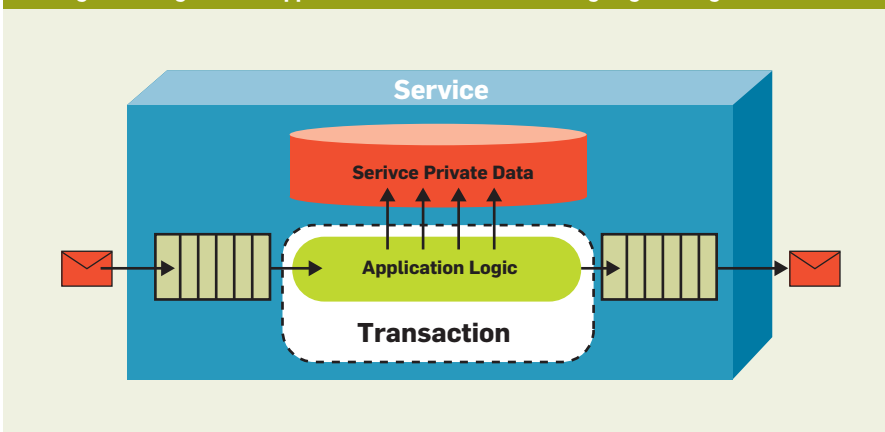 Service
Serivce Private Data
Application Logic
Transaction